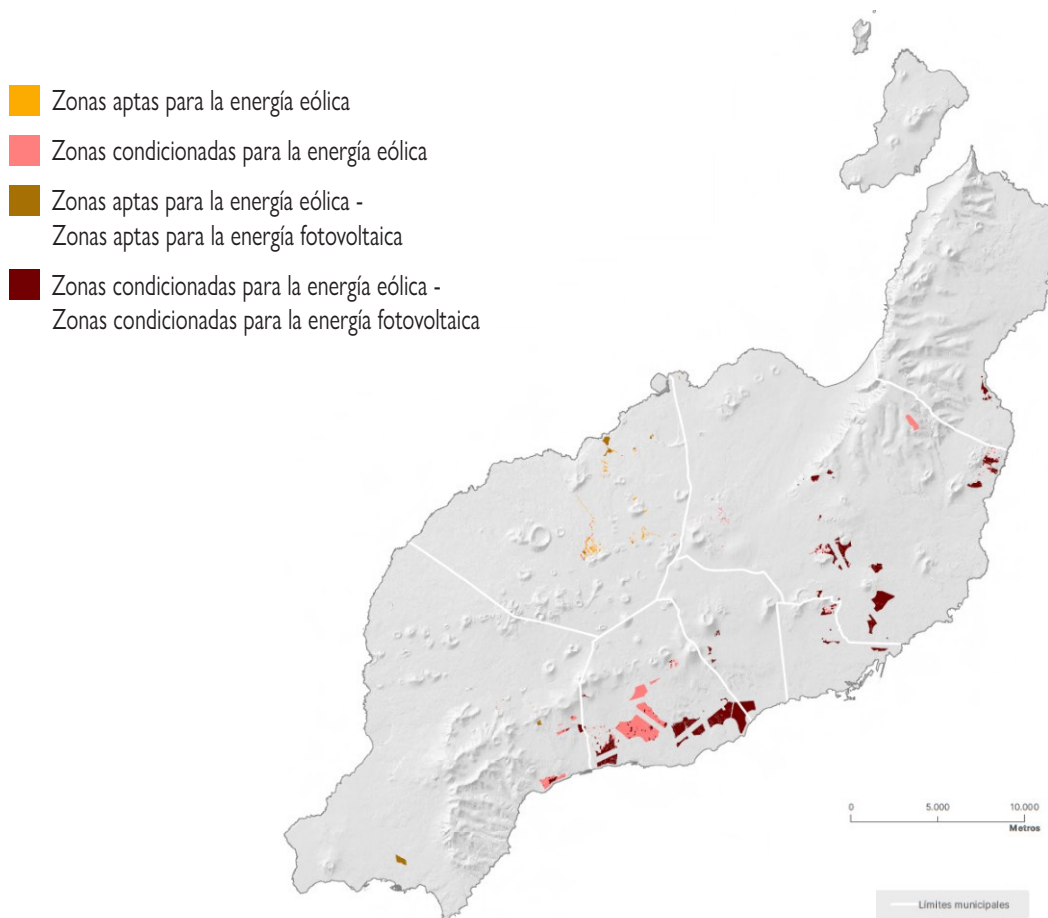 Zonas aptas para la energía eólica
Zonas condicionadas para la energía eólica
Zonas aptas para la energía eólica -
Zonas aptas para la energía fotovoltaica
Zonas condicionadas para la energía eólica -
Zonas condicionadas para la energía fotovoltaica
0 5.000 10.000
Metros
Límites municipales